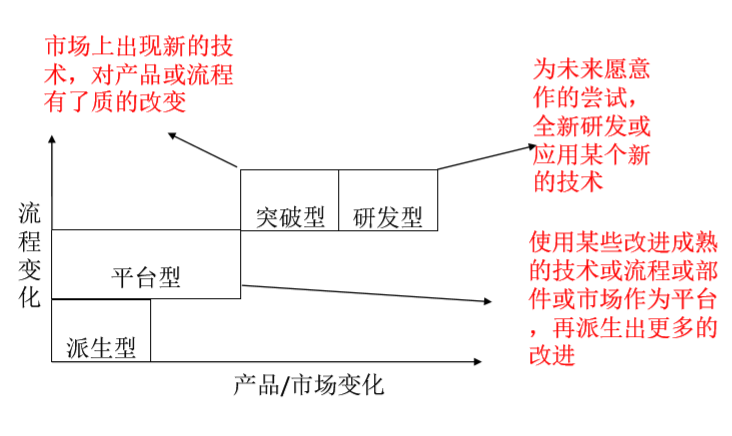 市场上出现新的技
术，对产品或流程
有了质的改变
为未来愿意
作的尝试，
全新研发或
应用某个新
的技术
流程变化
突破型
研发型
平台型
派生型
使用某些改进成熟
的技术或流程或部
件或市场作为平台
，再派生出更多的
改进
产品/市场变化